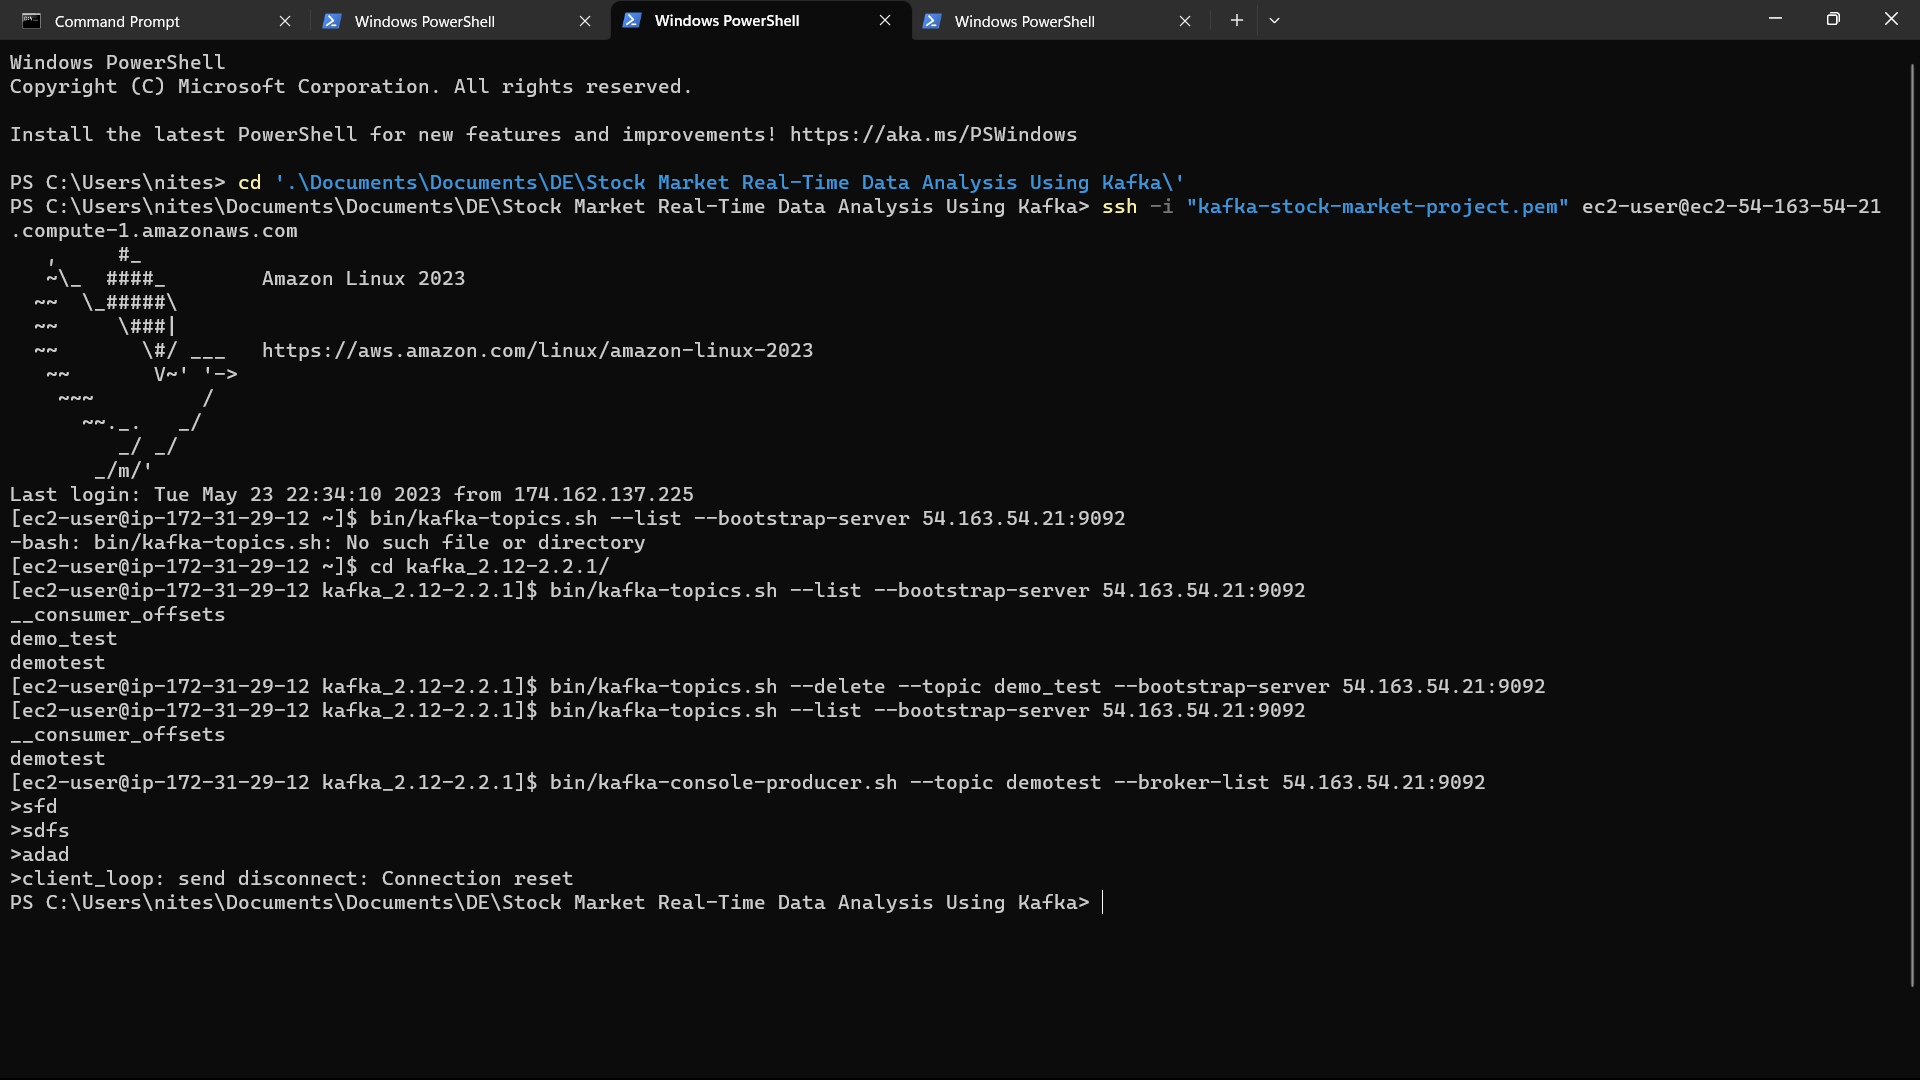 Command Prompt
Windows PowerShell
Windows PowerShell
Windows PowerShell
Windows PowerShell
Copyright (C) Microsoft Corporation. All rights reserved.
Install the latest PowerShell for new features and improvements! https://aka.ms/PSWindows
PS C:\Users\nites> cd '.\Documents\Documents\DE\Stock Market Real-Time Data Analysis Using Kafka\'
PS C:\Users\nites\Documents\Documents\DE\Stock Market Real-Time Data Analysis Using Kafka> ssh -i "kafka-stock-market-project.pem" ec2-user@ec2-54-163-54-21
.compute-1.amazonaws.com
   ,     #_
   ~\_  ####_        Amazon Linux 2023
  ~~  \_#####\
  ~~     \###|
  ~~       \#/ ___   https://aws.amazon.com/linux/amazon-linux-2023
   ~~       V~' '->
    ~~~         /
      ~~._.   _/
         _/ _/
       _/m/'
Last login: Tue May 23 22:34:10 2023 from 174.162.137.225
[ec2-user@ip-172-31-29-12 ~]$ bin/kafka-topics.sh --list --bootstrap-server 54.163.54.21:9092
-bash: bin/kafka-topics.sh: No such file or directory
[ec2-user@ip-172-31-29-12 ~]$ cd kafka_2.12-2.2.1/
[ec2-user@ip-172-31-29-12 kafka_2.12-2.2.1]$ bin/kafka-topics.sh --list --bootstrap-server 54.163.54.21:9092
__consumer_offsets
demo_test
demotest
[ec2-user@ip-172-31-29-12 kafka_2.12-2.2.1]$ bin/kafka-topics.sh --delete --topic demo_test --bootstrap-server 54.163.54.21:9092
[ec2-user@ip-172-31-29-12 kafka_2.12-2.2.1]$ bin/kafka-topics.sh --list --bootstrap-server 54.163.54.21:9092
__consumer_offsets
demotest
[ec2-user@ip-172-31-29-12 kafka_2.12-2.2.1]$ bin/kafka-console-producer.sh --topic demotest --broker-list 54.163.54.21:9092
>sfd
>sdfs
>adad
>client_loop: send disconnect: Connection reset
PS C:\Users\nites\Documents\Documents\DE\Stock Market Real-Time Data Analysis Using Kafka>